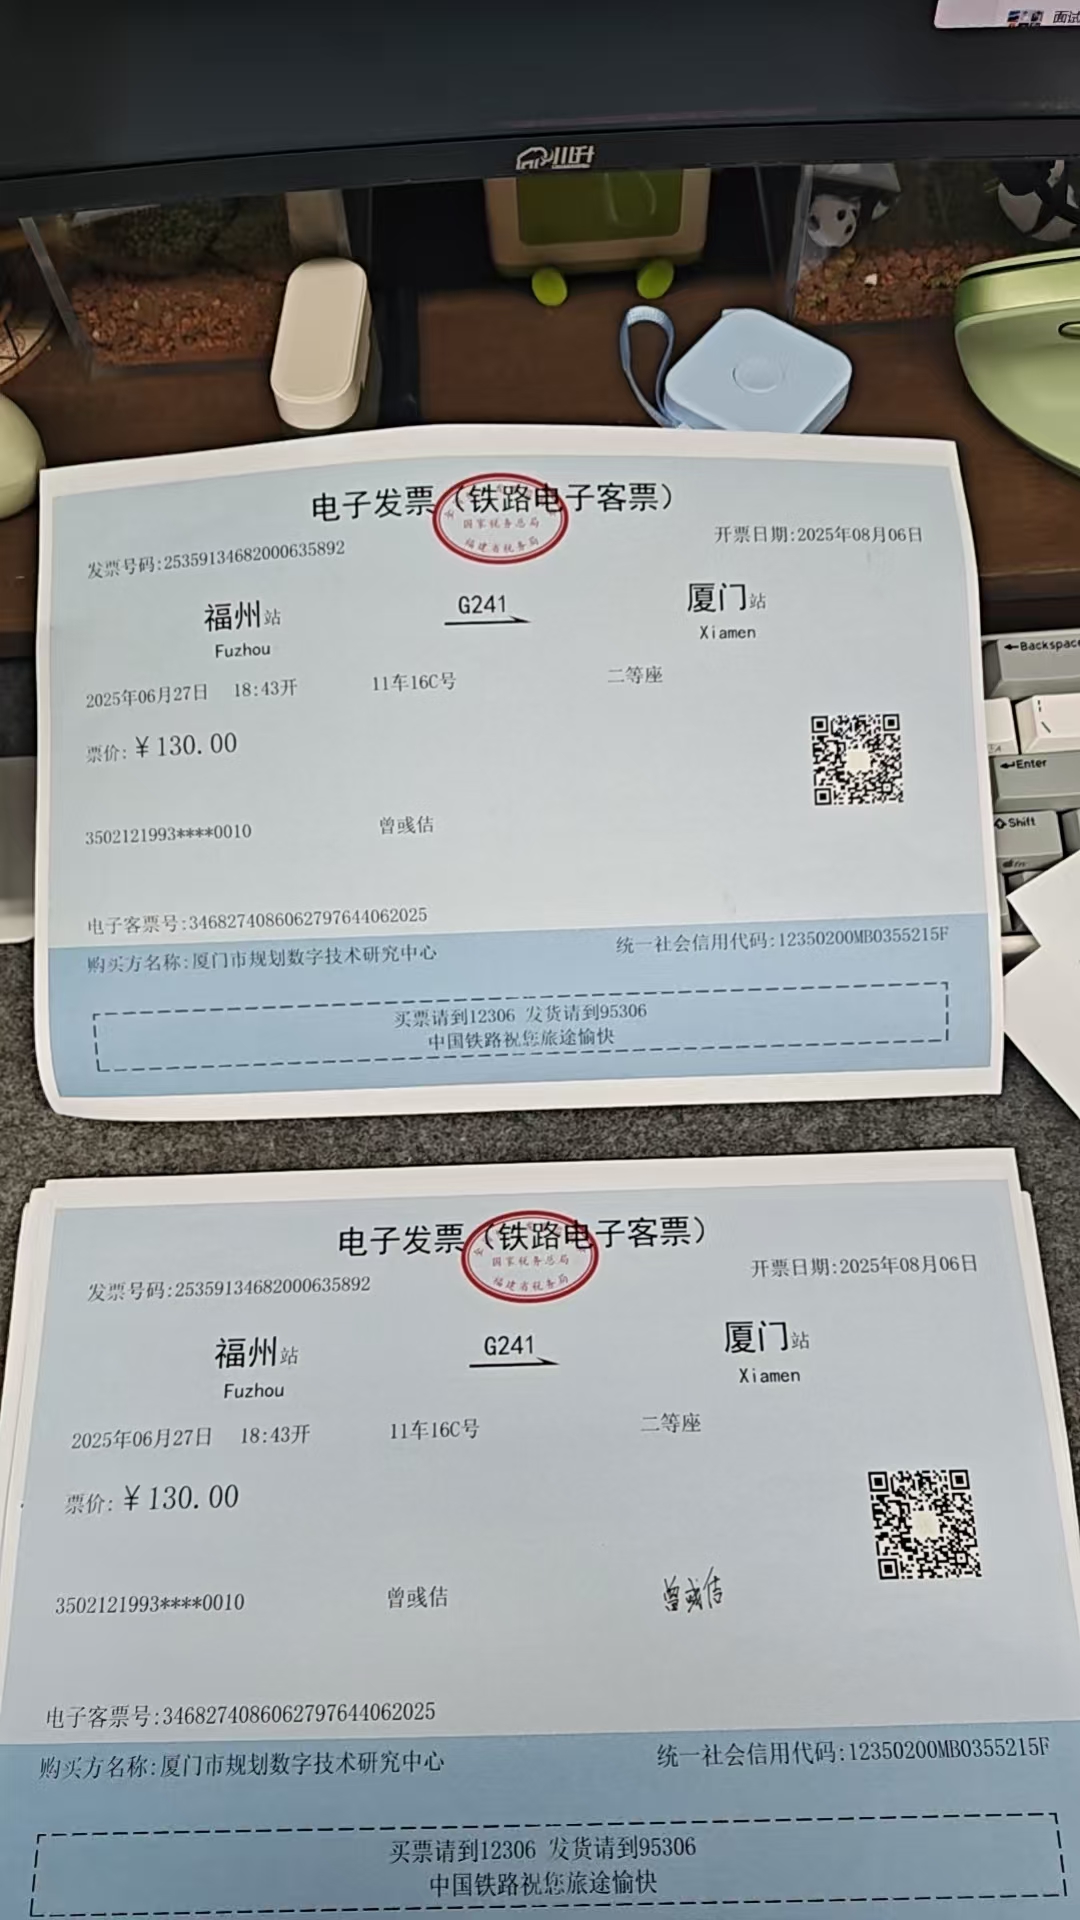 面试
川升
电子发票（铁路电子客票）
国家税务总局
福建省税务局
发票号码:25359134682000635892
开票日期:2025年08月06日
福州站
G241
厦门站
Fuzhou
Xiamen
2025年06月27日 18:43开 11车16C号 二等座
票价:￥130.00
3502121993****0010 曾彧佶
电子客票号:3468274086062797644062025
购买方名称:厦门市规划数字技术研究中心 统一社会信用代码:12350200MB0355215F
买票请到12306 发货请到95306
中国铁路祝您旅途愉快
←Backspace
←Enter
Shift
fn
电子发票（铁路电子客票）
国家税务总局
福建省税务局
发票号码:25359134682000635892
开票日期:2025年08月06日
福州站
G241
厦门站
Fuzhou
Xiamen
2025年06月27日 18:43开 11车16C号 二等座
票价:￥130.00
3502121993****0010 曾彧佶 曾彧佶
电子客票号:3468274086062797644062025
购买方名称:厦门市规划数字技术研究中心 统一社会信用代码:12350200MB0355215F
买票请到12306 发货请到95306
中国铁路祝您旅途愉快